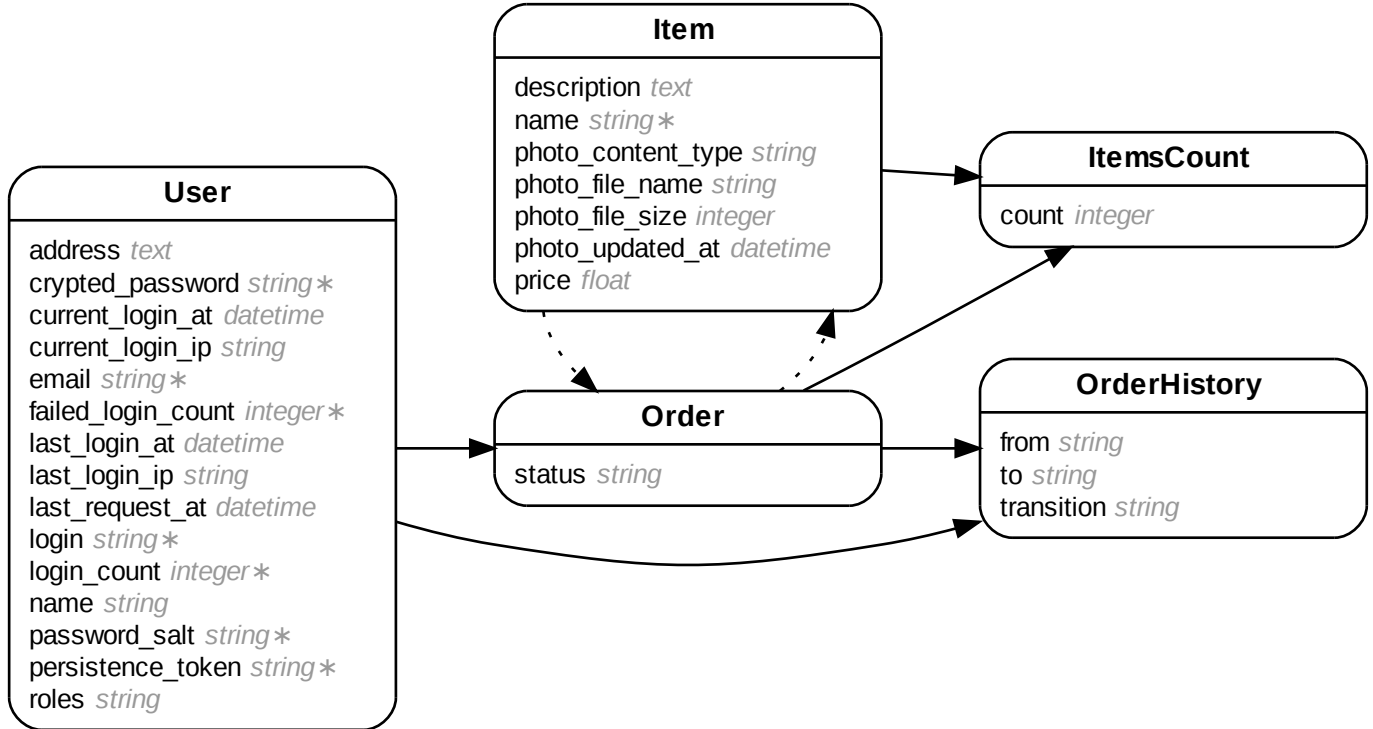 User
address text
crypted_password string∗
current_login_at datetime
current_login_ip string
email string∗
failed_login_count integer∗
last_login_at datetime
last_login_ip string
last_request_at datetime
login string∗
login_count integer∗
name string
password_salt string∗
persistence_token string∗
roles string
Item
description text
name string∗
photo_content_type string
photo_file_name string
photo_file_size integer
photo_updated_at datetime
price float
Order
status string
ItemsCount
count integer
OrderHistory
from string
to string
transition string